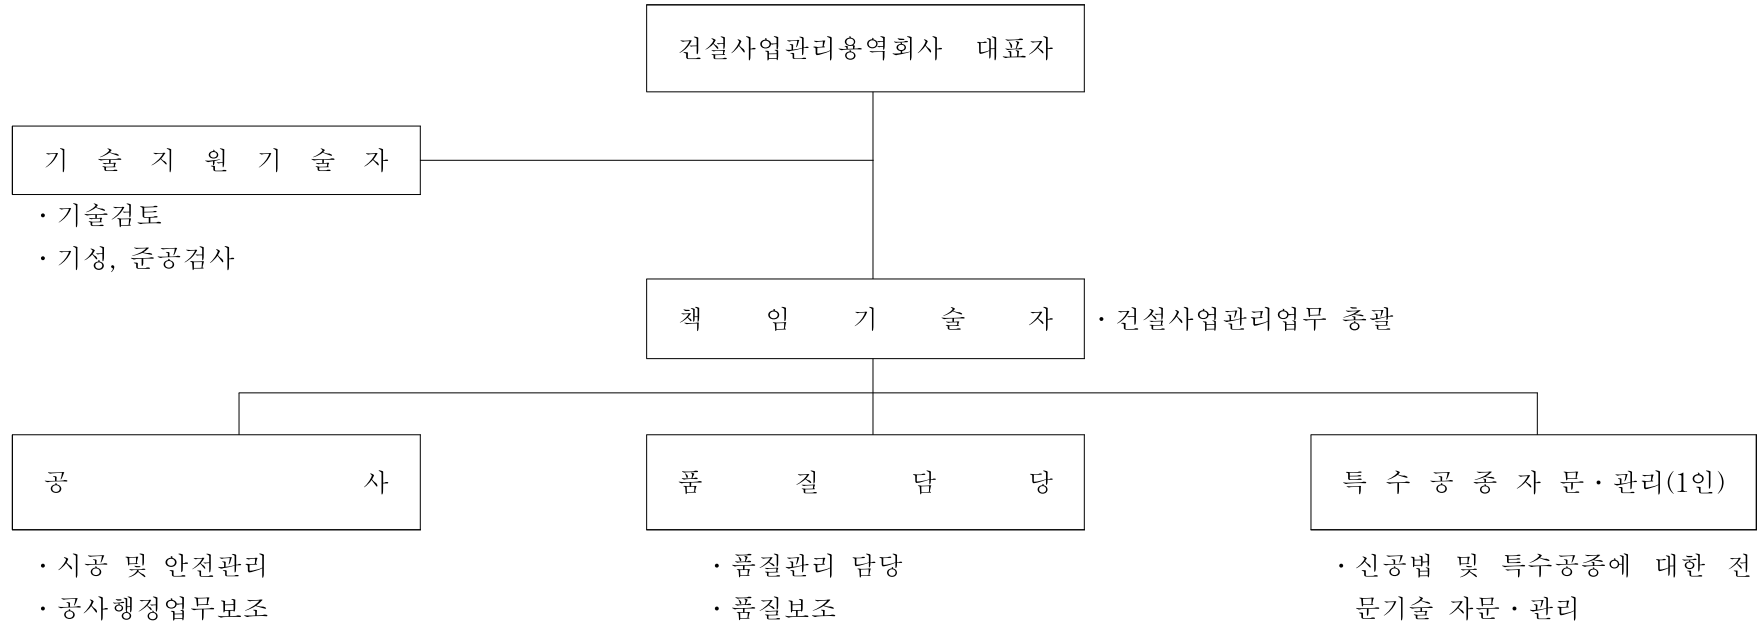 건설사업관리용역회사 대표자
기 술 지 원 기 술 자
· 기술검토
· 기성, 준공검사
책 임 기 술 자
· 건설사업관리업무 총괄
공 사
품 질 담 당
특 수 공 종 자 문 · 관리(1인)
· 시공 및 안전관리
· 공사행정업무보조
· 품질관리 담당
· 품질보조
· 신공법 및 특수공종에 대한 전
문기술 자문 · 관리